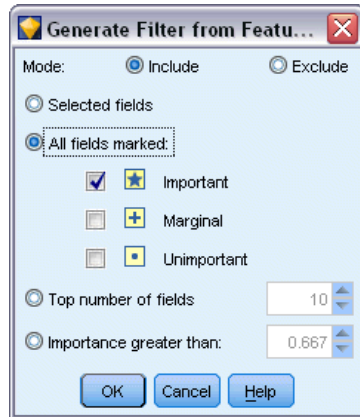 Generate Filter from Featu...
Mode: Include Exclude
Selected fields
All fields marked:
Important
Marginal
Unimportant
Top number of fields 10
Importance greater than: 0.667
OK Cancel Help